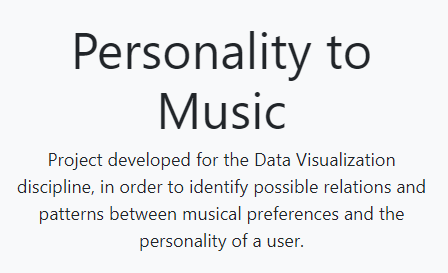 Personality to
Music
Project developed for the Data Visualization
discipline, in order to identify possible relations and
patterns between musical preferences and the
personality of a user.